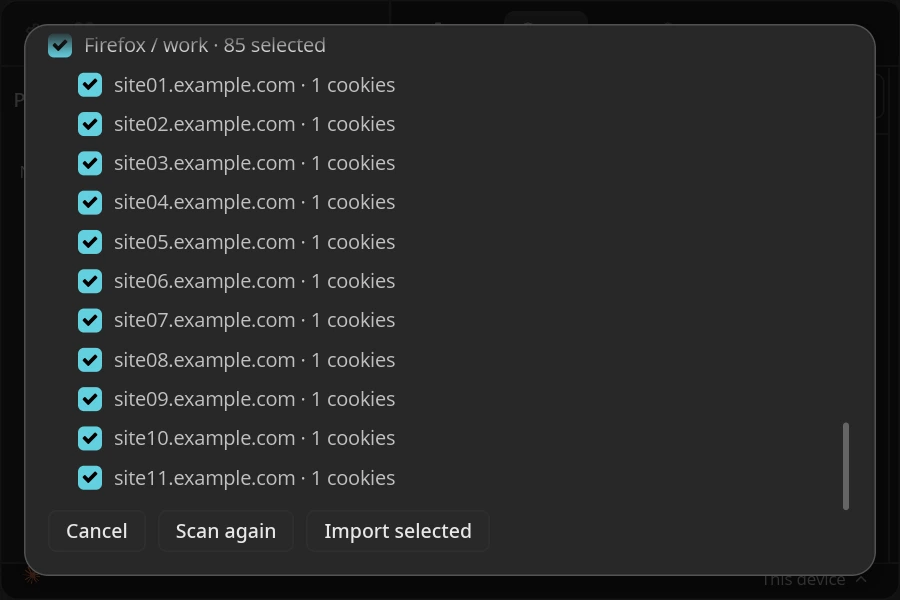 Firefox / work · 85 selected
site01.example.com · 1 cookies
site02.example.com · 1 cookies
site03.example.com · 1 cookies
site04.example.com · 1 cookies
site05.example.com · 1 cookies
site06.example.com · 1 cookies
site07.example.com · 1 cookies
site08.example.com · 1 cookies
site09.example.com · 1 cookies
site10.example.com · 1 cookies
site11.example.com · 1 cookies
Cancel Scan again Import selected
This device